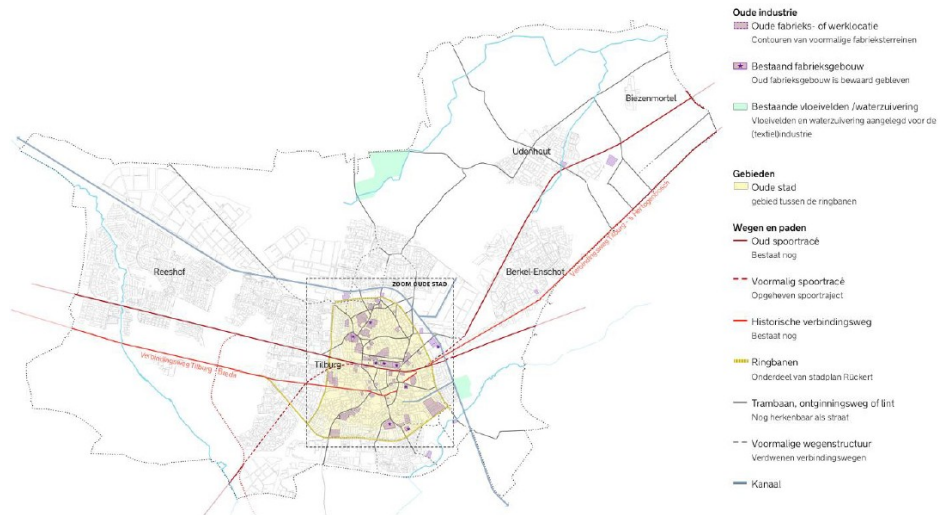 Oude industrie
Oude fabrieks- of werklocatie
Contouren van voormalige fabrieksterreinen
Bestaand fabrieksgebouw
Oud fabrieksgebouw is bewaard gebleven
Bestaande vloeivelden /waterzuivering
Vloeivelden en waterzuivering aangelegd voor de
(textiel)industrie
Gebieden
Oude stad
gebied tussen de ringbanen
Wegen en paden
Oud spoortracé
Bestaat nog
Voormalig spoortracé
Opgeheven spoortraject
Historische verbindingsweg
Bestaat nog
Ringbanen
Onderdeel van stadplan Rückert
Trambaan, ontginningsweg of lint
Nog herkenbaar als straat
Voormalige wegenstructuur
Verdwenen verbindingswegen
Kanaal
Biezenmortel
Udenhout
Berkel-Enschot
Reeshof
ZOOM OUDE STAD
Tilburg
Verbindingsweg Tilburg - Breda
Verbindingsweg Tilburg - 's Hertogenbosch